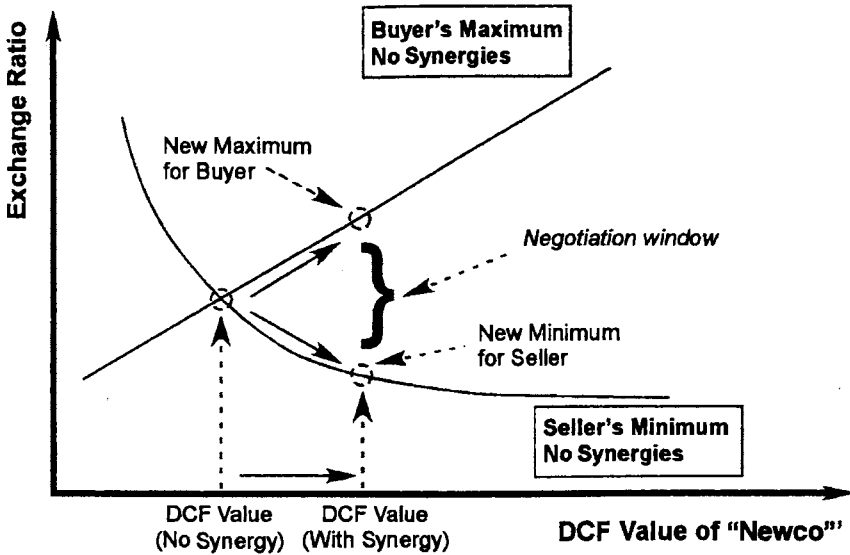 Exchange Ratio
Buyer's Maximum
No Synergies
New Maximum
for Buyer
Negotiation window
New Minimum
for Seller
Seller's Minimum
No Synergies
DCF Value
(No Synergy)
DCF Value
(With Synergy)
DCF Value of "Newco"'